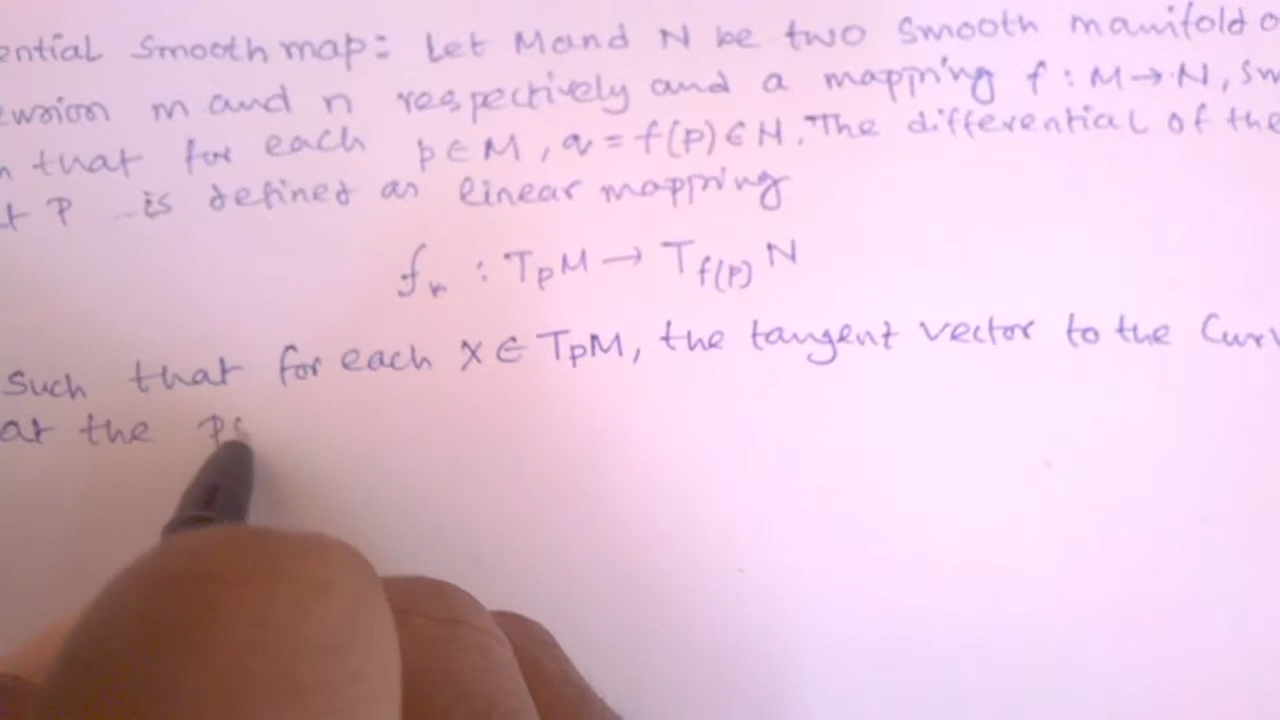 ential Smooth map: Let M and N be two smooth manifold o
ension m and n respectively and a mapping f : M → N, Su
h that for each p ∈ M, q = f(p) ∈ N. The differential of the
t P is defined as linear mapping
f* : TpM → Tf(p) N
Such that for each X ∈ TpM, the tangent vector to the Curv
at the